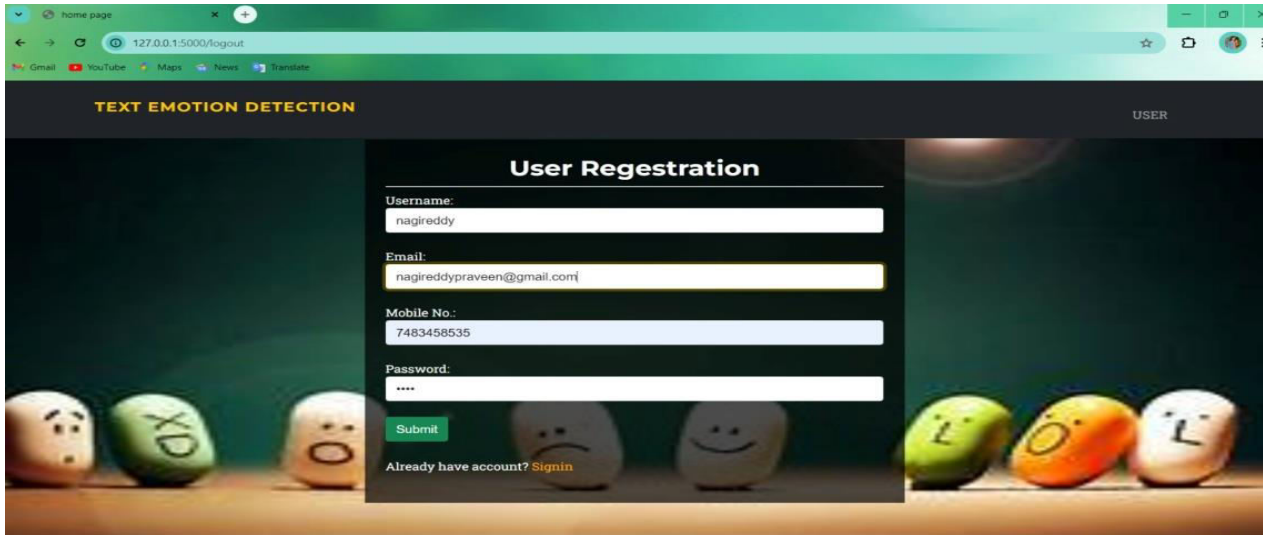 home page
127.0.0.1:5000/logout
Gmail YouTube Maps News Translate
TEXT EMOTION DETECTION
USER
User Regestration
Username:
nagireddy
Email:
nagireddypraveen@gmail.com
Mobile No.:
7483458535
Password:
••••
Submit
Already have account? Signin